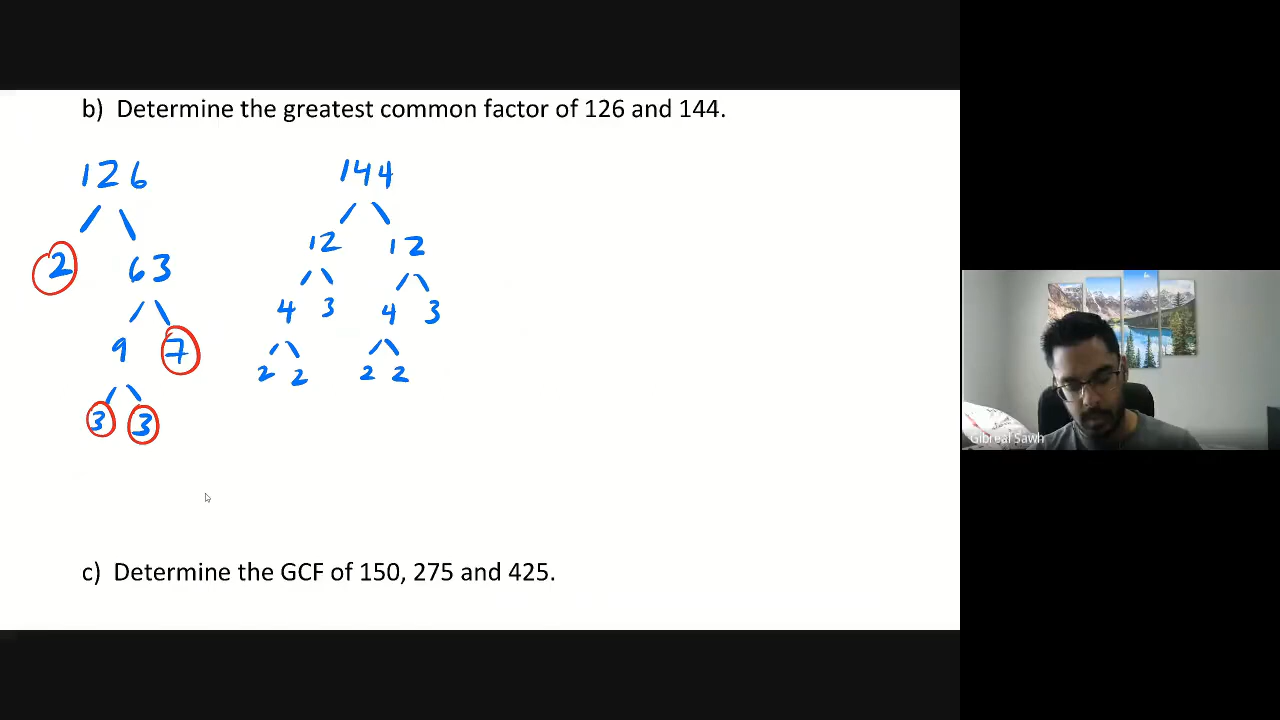 b) Determine the greatest common factor of 126 and 144.
126 144
12 12
2 63
4 3 4 3
9 7
2 2 2 2
3 3
Gibreal Sawh
c) Determine the GCF of 150, 275 and 425.